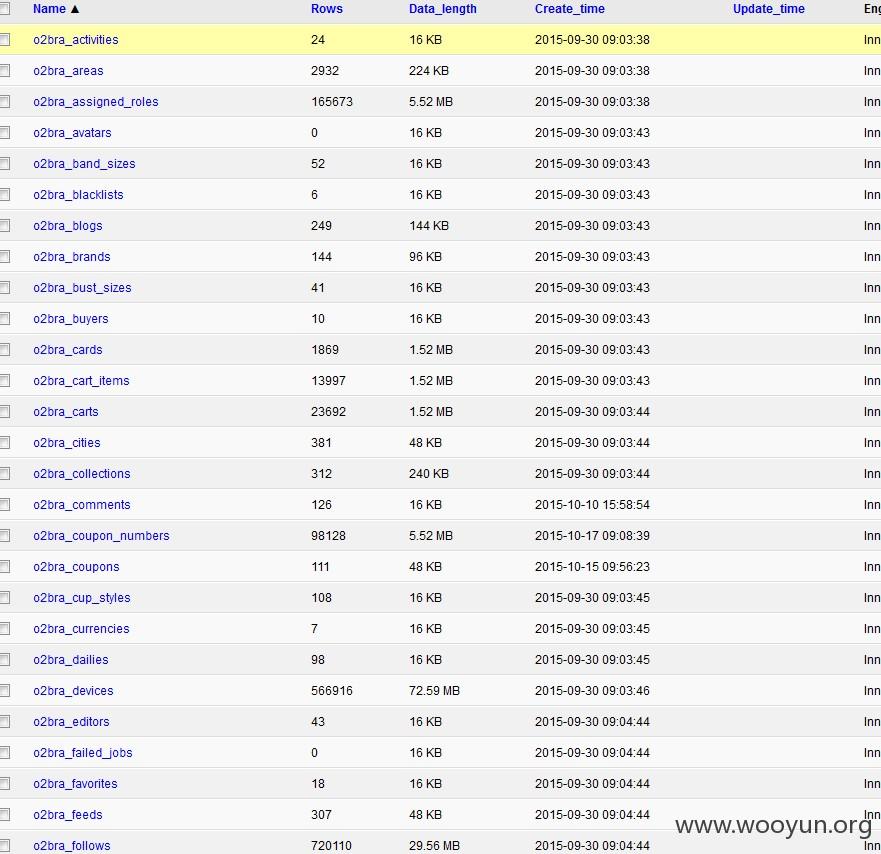 Name ▲ Rows Data_length Create_time Update_time Eng
o2bra_activities 24 16 KB 2015-09-30 09:03:38 Inn
o2bra_areas 2932 224 KB 2015-09-30 09:03:38 Inn
o2bra_assigned_roles 165673 5.52 MB 2015-09-30 09:03:38 Inn
o2bra_avatars 0 16 KB 2015-09-30 09:03:43 Inn
o2bra_band_sizes 52 16 KB 2015-09-30 09:03:43 Inn
o2bra_blacklists 6 16 KB 2015-09-30 09:03:43 Inn
o2bra_blogs 249 144 KB 2015-09-30 09:03:43 Inn
o2bra_brands 144 96 KB 2015-09-30 09:03:43 Inn
o2bra_bust_sizes 41 16 KB 2015-09-30 09:03:43 Inn
o2bra_buyers 10 16 KB 2015-09-30 09:03:43 Inn
o2bra_cards 1869 1.52 MB 2015-09-30 09:03:43 Inn
o2bra_cart_items 13997 1.52 MB 2015-09-30 09:03:43 Inn
o2bra_carts 23692 1.52 MB 2015-09-30 09:03:44 Inn
o2bra_cities 381 48 KB 2015-09-30 09:03:44 Inn
o2bra_collections 312 240 KB 2015-09-30 09:03:44 Inn
o2bra_comments 126 16 KB 2015-10-10 15:58:54 Inn
o2bra_coupon_numbers 98128 5.52 MB 2015-10-17 09:08:39 Inn
o2bra_coupons 111 48 KB 2015-10-15 09:56:23 Inn
o2bra_cup_styles 108 16 KB 2015-09-30 09:03:45 Inn
o2bra_currencies 7 16 KB 2015-09-30 09:03:45 Inn
o2bra_dailies 98 16 KB 2015-09-30 09:03:45 Inn
o2bra_devices 566916 72.59 MB 2015-09-30 09:03:46 Inn
o2bra_editors 43 16 KB 2015-09-30 09:04:44 Inn
o2bra_failed_jobs 0 16 KB 2015-09-30 09:04:44 Inn
o2bra_favorites 18 16 KB 2015-09-30 09:04:44 Inn
o2bra_feeds 307 48 KB 2015-09-30 09:04:44 Inn
www.wooyun.org
o2bra_follows 720110 29.56 MB 2015-09-30 09:04:44 Inn